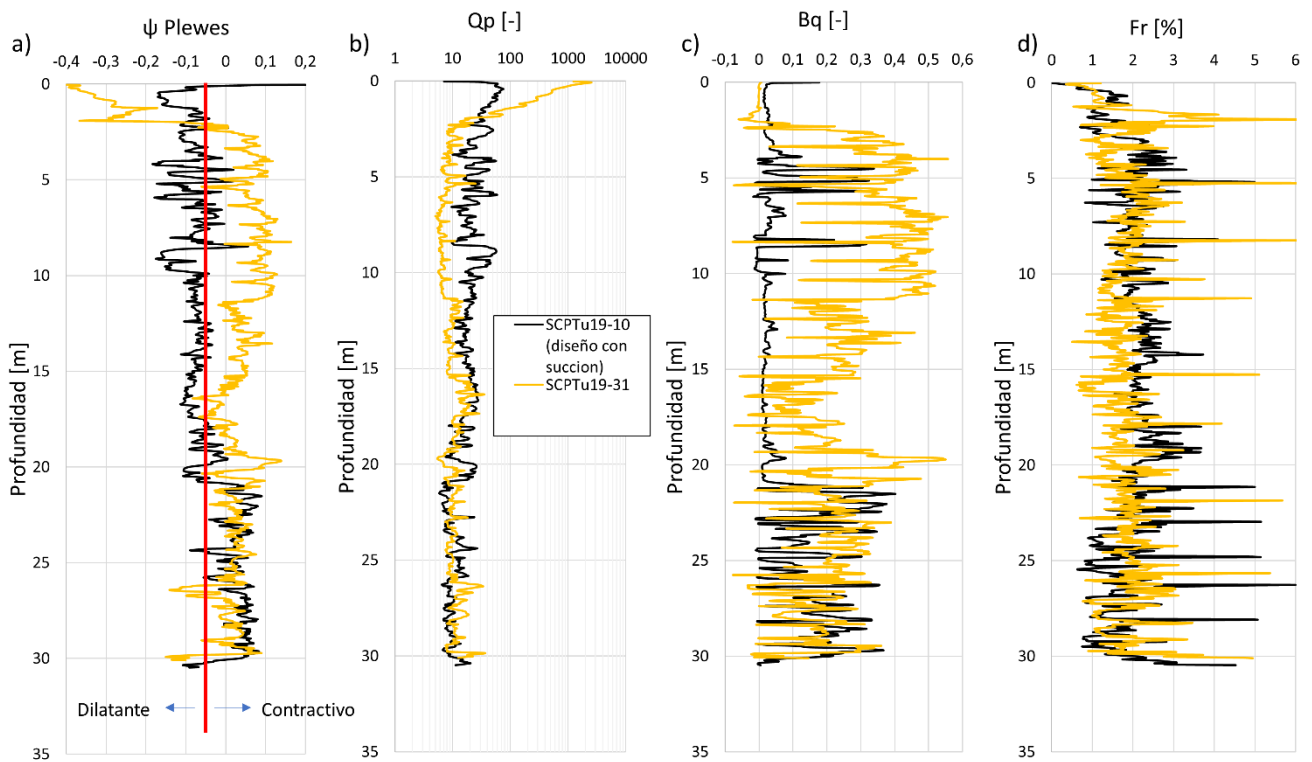 a)
ψ Plewes
-0,4 -0,2 -0,1 0,1 0,2
0
5
10
15
20
25
30
35
Profundidad [m]
Dilatante
Contractivo
b)
Qp [-]
1 10 100 1000 10000
0
5
10
15
20
25
30
35
Profundidad [m]
SCPTu19-10
(diseño con
succion)
SCPTu19-31
c)
Bq [-]
-0,1 0 0,1 0,2 0,3 0,4 0,5 0,6
0
5
10
15
20
25
30
35
Profundidad [m]
d)
Fr [%]
0 1 2 3 4 5 6
0
5
10
15
20
25
30
35
Profundidad [m]